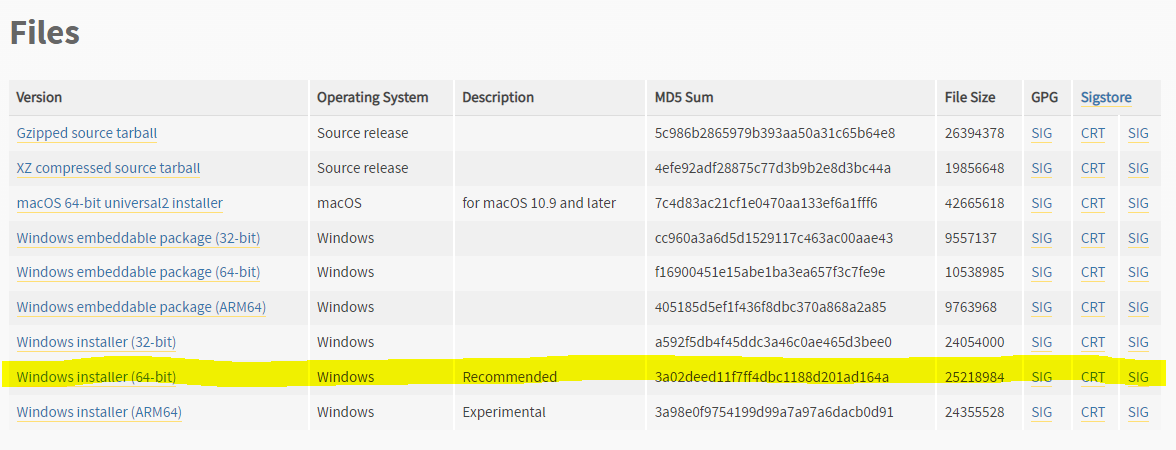 Files
Version Operating System Description MD5 Sum File Size GPG Sigstore
Gzipped source tarball Source release 5c986b2865979b393aa50a31c65b64e8 26394378 SIG CRT SIG
XZ compressed source tarball Source release 4efe92adf28875c77d3b9b2e8d3bc44a 19856648 SIG CRT SIG
macOS 64-bit universal2 installer macOS for macOS 10.9 and later 7c4d83ac21cf1e0470aa133ef6a1fff6 42665618 SIG CRT SIG
Windows embeddable package (32-bit) Windows cc960a3a6d5d1529117c463ac00aae43 9557137 SIG CRT SIG
Windows embeddable package (64-bit) Windows f16900451e15abe1ba3ea657f3c7fe9e 10538985 SIG CRT SIG
Windows embeddable package (ARM64) Windows 405185d5ef1f436f8dbc370a868a2a85 9763968 SIG CRT SIG
Windows installer (32-bit) Windows a592f5db4f45ddc3a46c0ae465d3bee0 24054000 SIG CRT SIG
Windows installer (64-bit) Windows Recommended 3a02deed11f7ff4dbc1188d201ad164a 25218984 SIG CRT SIG
Windows installer (ARM64) Windows Experimental 3a98e0f9754199d99a7a97a6dacb0d91 24355528 SIG CRT SIG